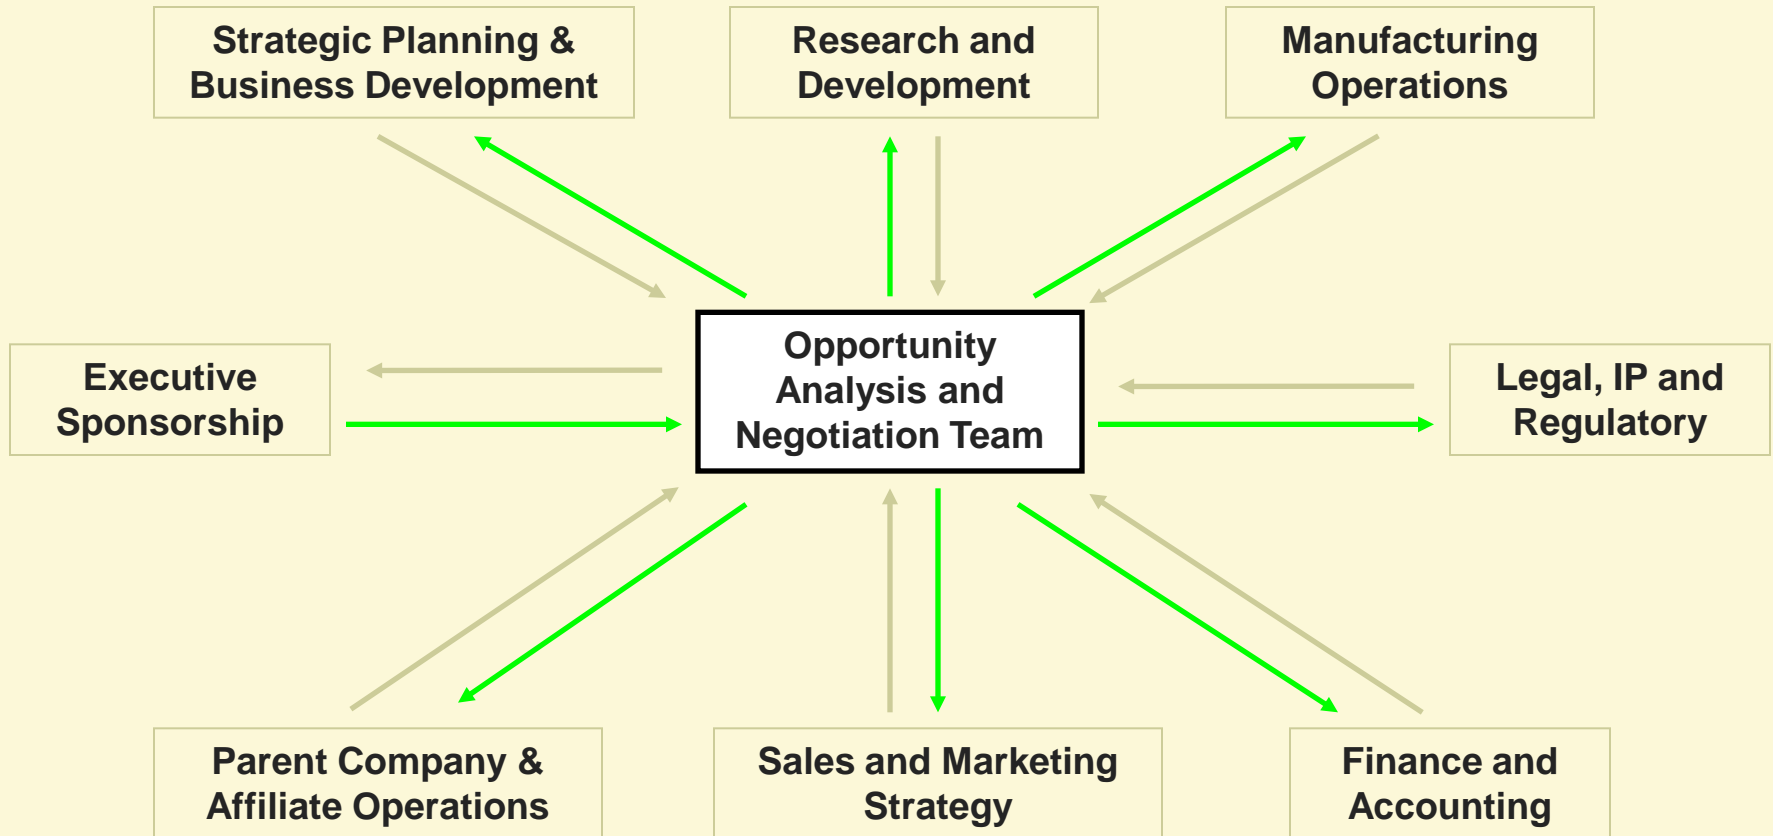 Strategic Planning &
Business Development
Research and
Development
Manufacturing
Operations
Executive
Sponsorship
Opportunity
Analysis and
Negotiation Team
Legal, IP and
Regulatory
Parent Company &
Affiliate Operations
Sales and Marketing
Strategy
Finance and
Accounting